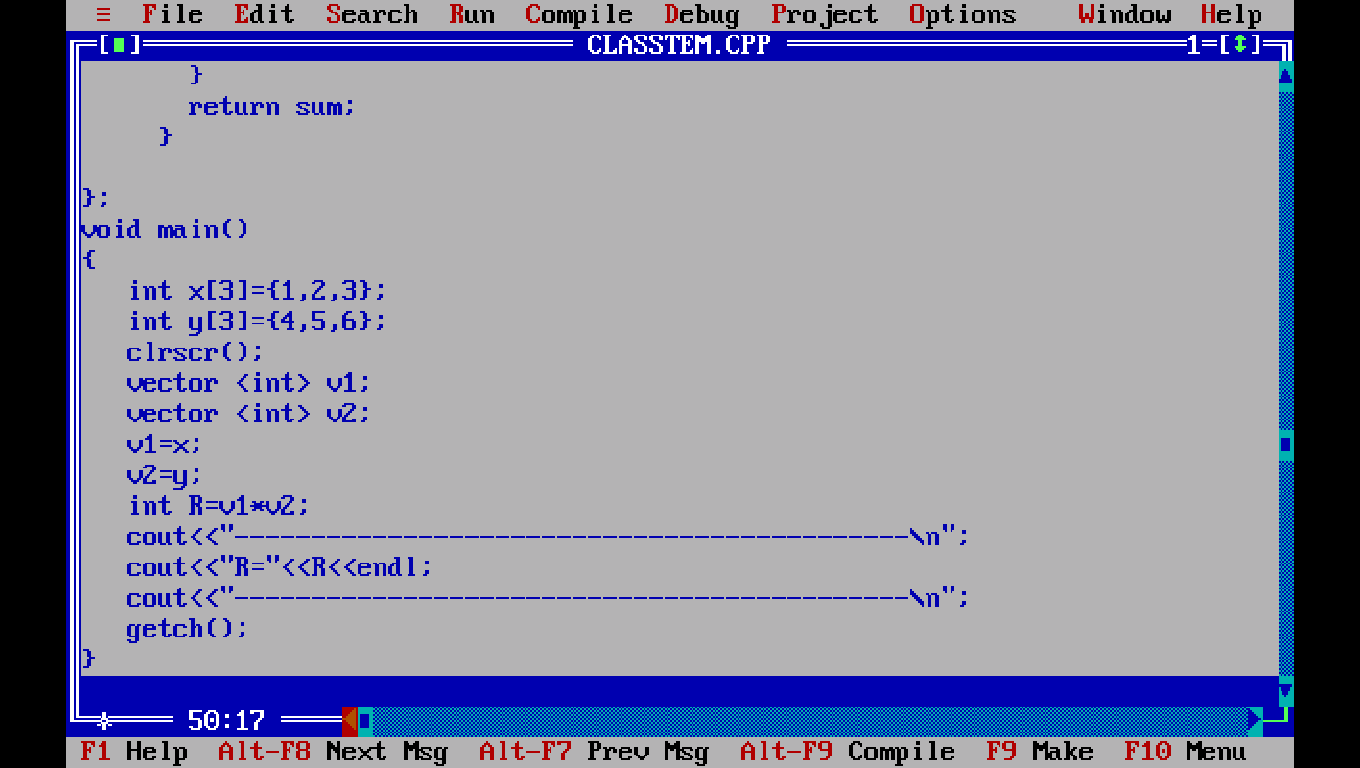 ≡ File Edit Search Run Compile Debug Project Options Window Help
[■] CLASSTEM.CPP 1=[↕]
}
return sum;
}
};
void main()
{
int x[3]={1,2,3};
int y[3]={4,5,6};
clrscr();
vector <int> v1;
vector <int> v2;
v1=x;
v2=y;
int R=v1*v2;
cout<<"--------------------------------------------\n";
cout<<"R="<<R<<endl;
cout<<"--------------------------------------------\n";
getch();
}
* 50:17
F1 Help Alt-F8 Next Msg Alt-F7 Prev Msg Alt-F9 Compile F9 Make F10 Menu